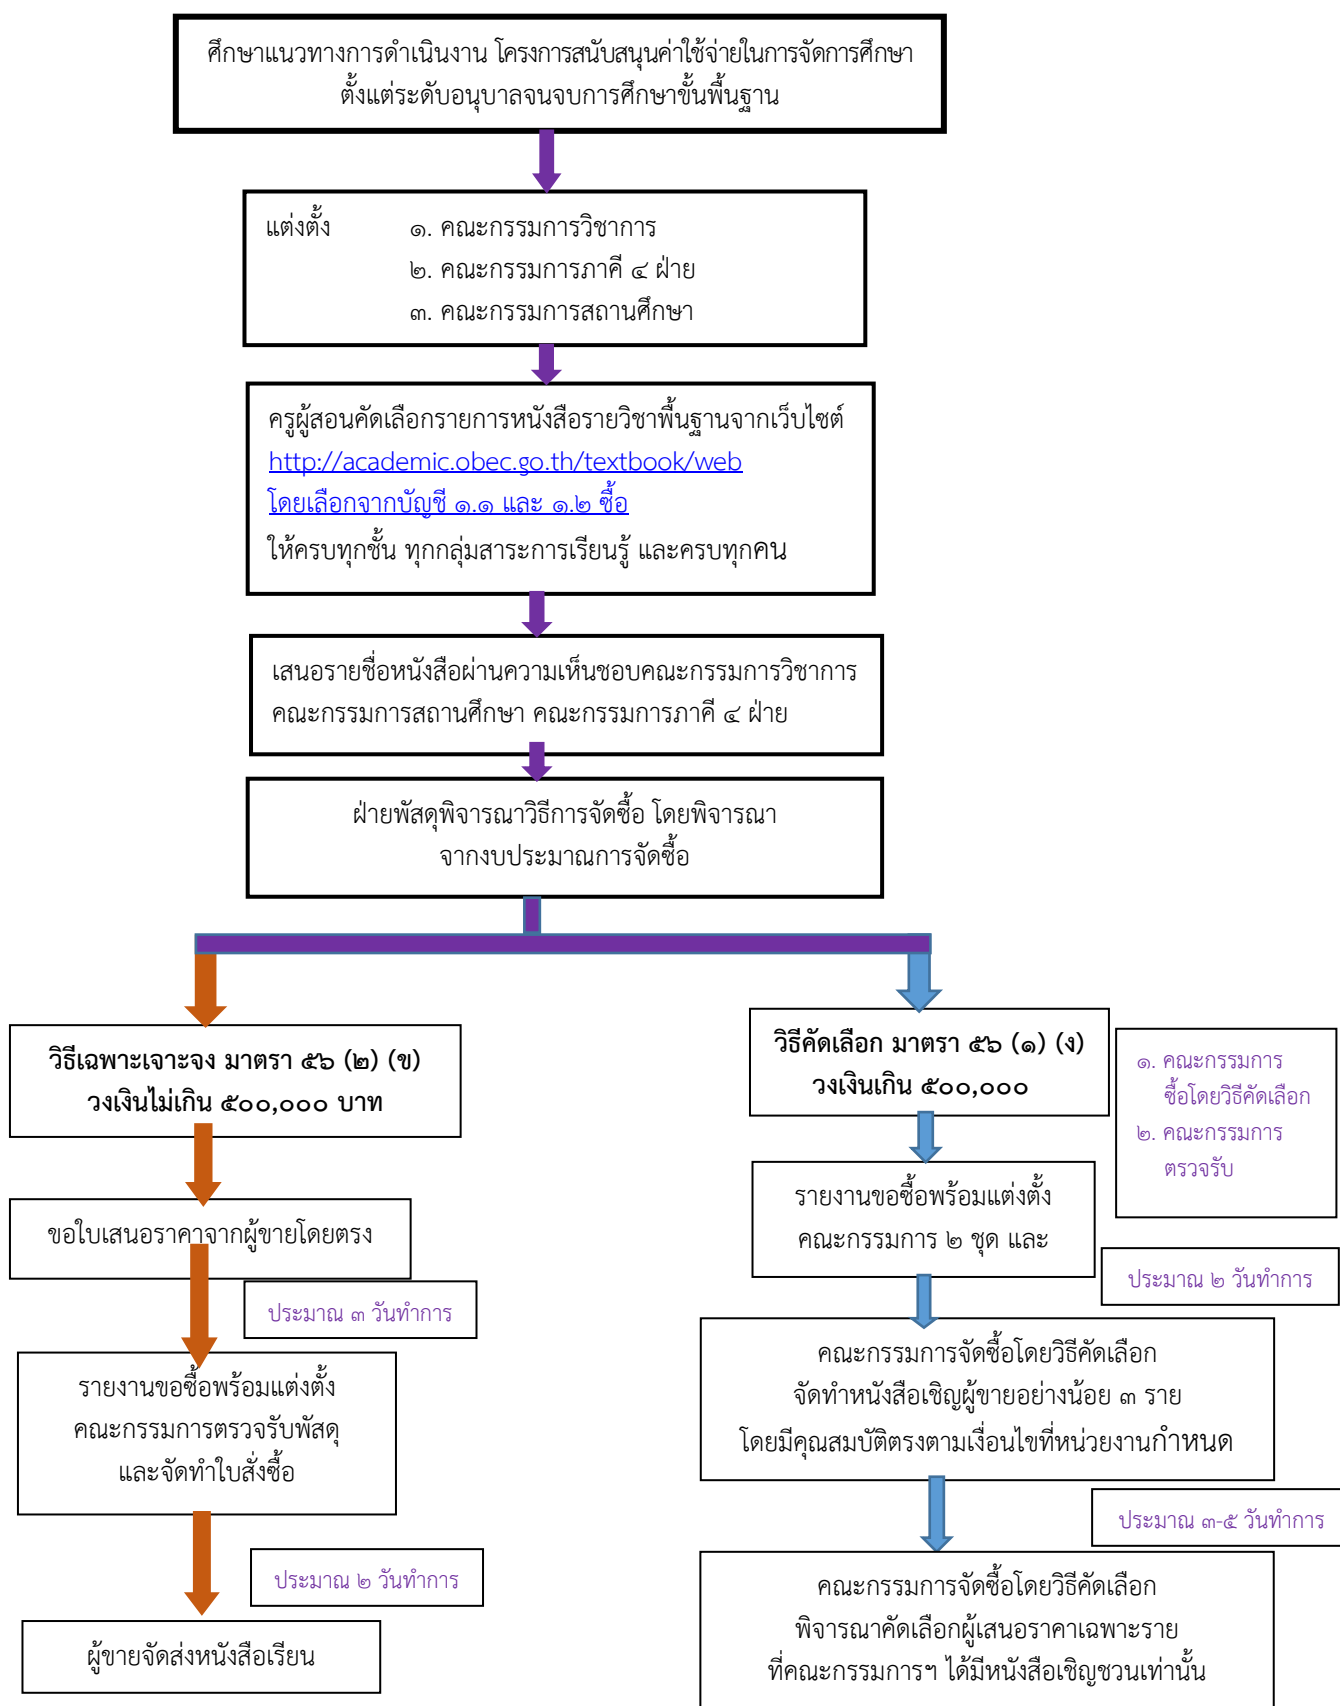 ศึกษาแนวทางการดำเนินงาน โครงการสนับสนุนค่าใช้จ่ายในการจัดการศึกษา
ตั้งแต่ระดับอนุบาลจนจบการศึกษาขั้นพื้นฐาน
แต่งตั้ง ๑. คณะกรรมการวิชาการ
๒. คณะกรรมการภาคี ๔ ฝ่าย
๓. คณะกรรมการสถานศึกษา
ครูผู้สอนคัดเลือกรายการหนังสือรายวิชาพื้นฐานจากเว็บไซต์
http://academic.obec.go.th/textbook/web
โดยเลือกจากบัญชี ๑.๑ และ ๑.๒ ซื้อ
ให้ครบทุกชั้น ทุกกลุ่มสาระการเรียนรู้ และครบทุกคน
เสนอรายชื่อหนังสือผ่านความเห็นชอบคณะกรรมการวิชาการ
คณะกรรมการสถานศึกษา คณะกรรมการภาคี ๔ ฝ่าย
ฝ่ายพัสดุพิจารณาวิธีการจัดซื้อ โดยพิจารณา
จากงบประมาณการจัดซื้อ
วิธีเฉพาะเจาะจง มาตรา ๕๖ (๒) (ข)
วงเงินไม่เกิน ๕๐๐,๐๐๐ บาท
ขอใบเสนอราคาจากผู้ขายโดยตรง
ประมาณ ๓ วันทำการ
รายงานขอซื้อพร้อมแต่งตั้ง
คณะกรรมการตรวจรับพัสดุ
และจัดทำใบสั่งซื้อ
ประมาณ ๒ วันทำการ
ผู้ขายจัดส่งหนังสือเรียน
วิธีคัดเลือก มาตรา ๕๖ (๑) (ง)
วงเงินเกิน ๕๐๐,๐๐๐
๑. คณะกรรมการ
ซื้อโดยวิธีคัดเลือก
๒. คณะกรรมการ
ตรวจรับ
รายงานขอซื้อพร้อมแต่งตั้ง
คณะกรรมการ ๒ ชุด และ
ประมาณ ๒ วันทำการ
คณะกรรมการจัดซื้อโดยวิธีคัดเลือก
จัดทำหนังสือเชิญผู้ขายอย่างน้อย ๓ ราย
โดยมีคุณสมบัติตรงตามเงื่อนไขที่หน่วยงานกำหนด
ประมาณ ๓-๕ วันทำการ
คณะกรรมการจัดซื้อโดยวิธีคัดเลือก
พิจารณาคัดเลือกผู้เสนอราคาเฉพาะราย
ที่คณะกรรมการฯ ได้มีหนังสือเชิญชวนเท่านั้น